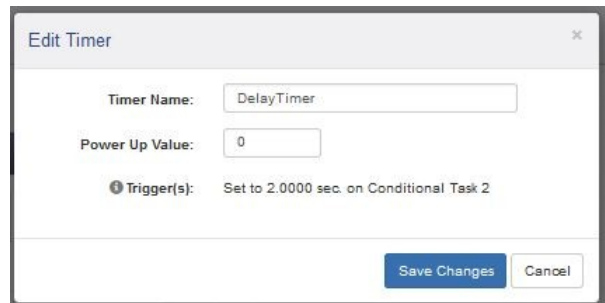 Edit Timer ×
Timer Name: DelayTimer
Power Up Value: 0
Trigger(s): Set to 2.0000 sec. on Conditional Task 2
Save Changes Cancel